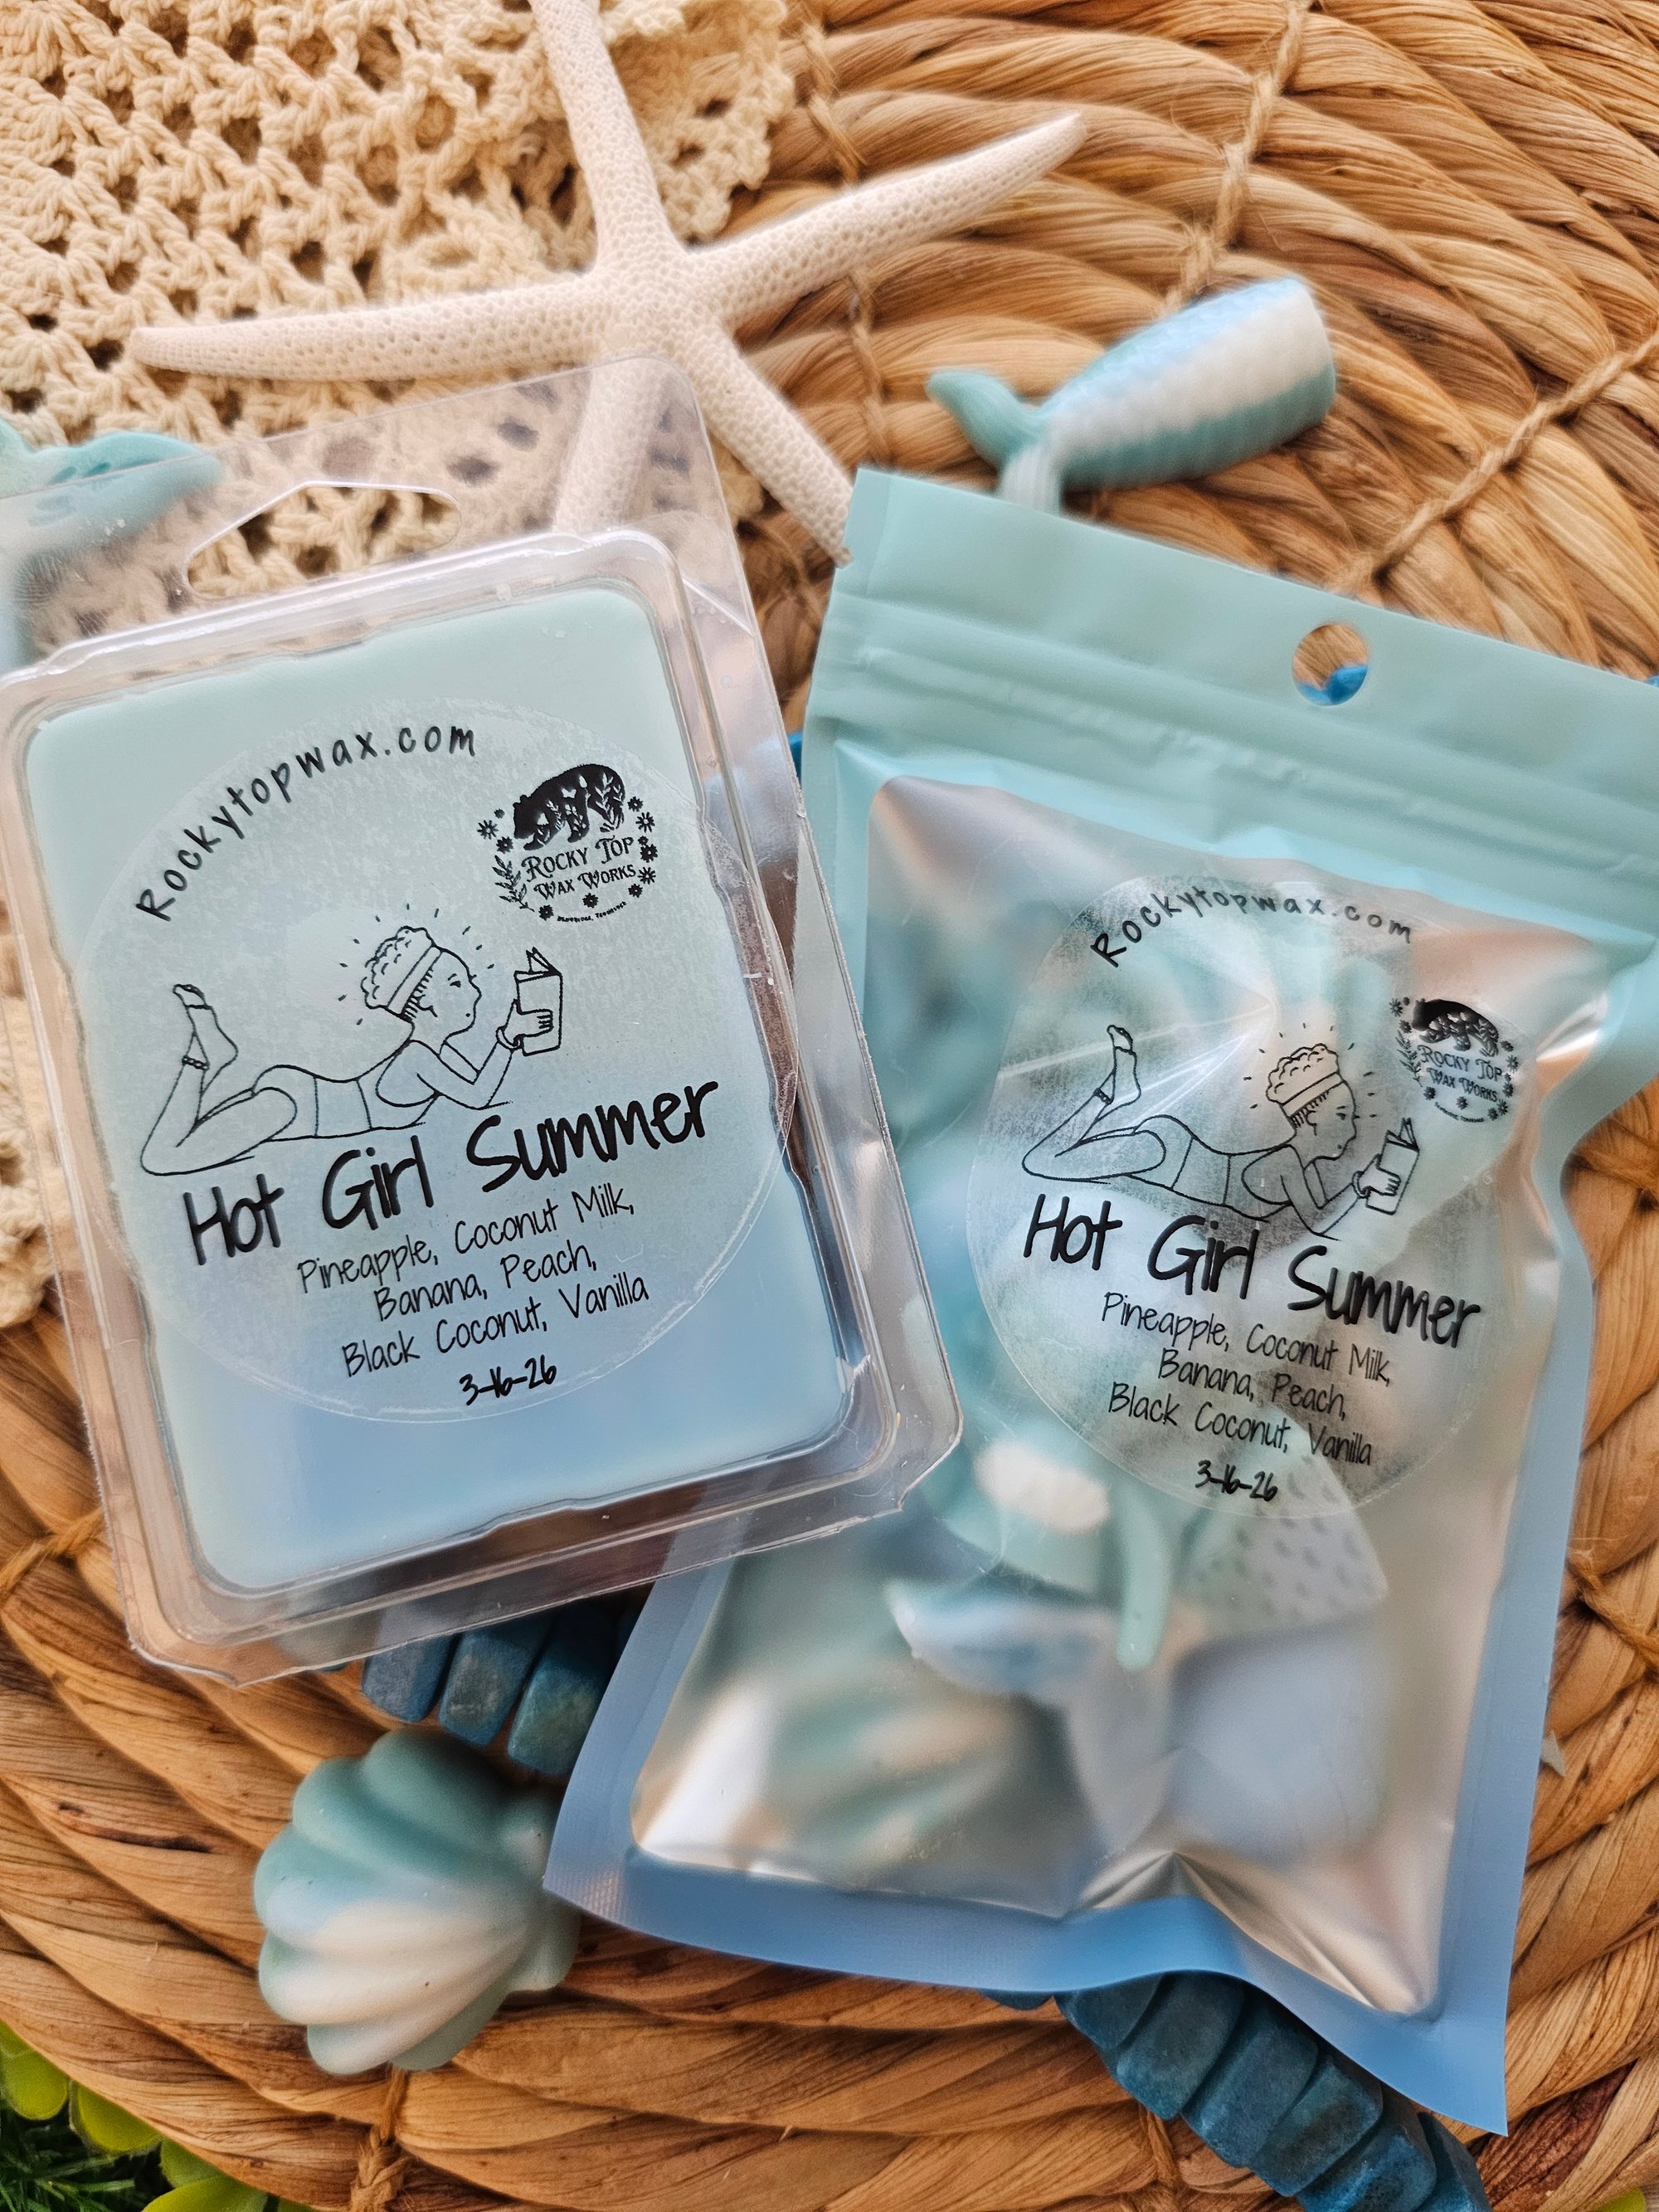 Rockytopwax.com
Rocky Top
Wax Works
Hot Girl Summer
Pineapple, Coconut Milk,
Banana, Peach,
Black Coconut, Vanilla
3-16-26
Rockytopwax.com
Rocky Top
Wax Works
Hot Girl Summer
Pineapple, Coconut Milk,
Banana, Peach,
Black Coconut, Vanilla
3-16-26